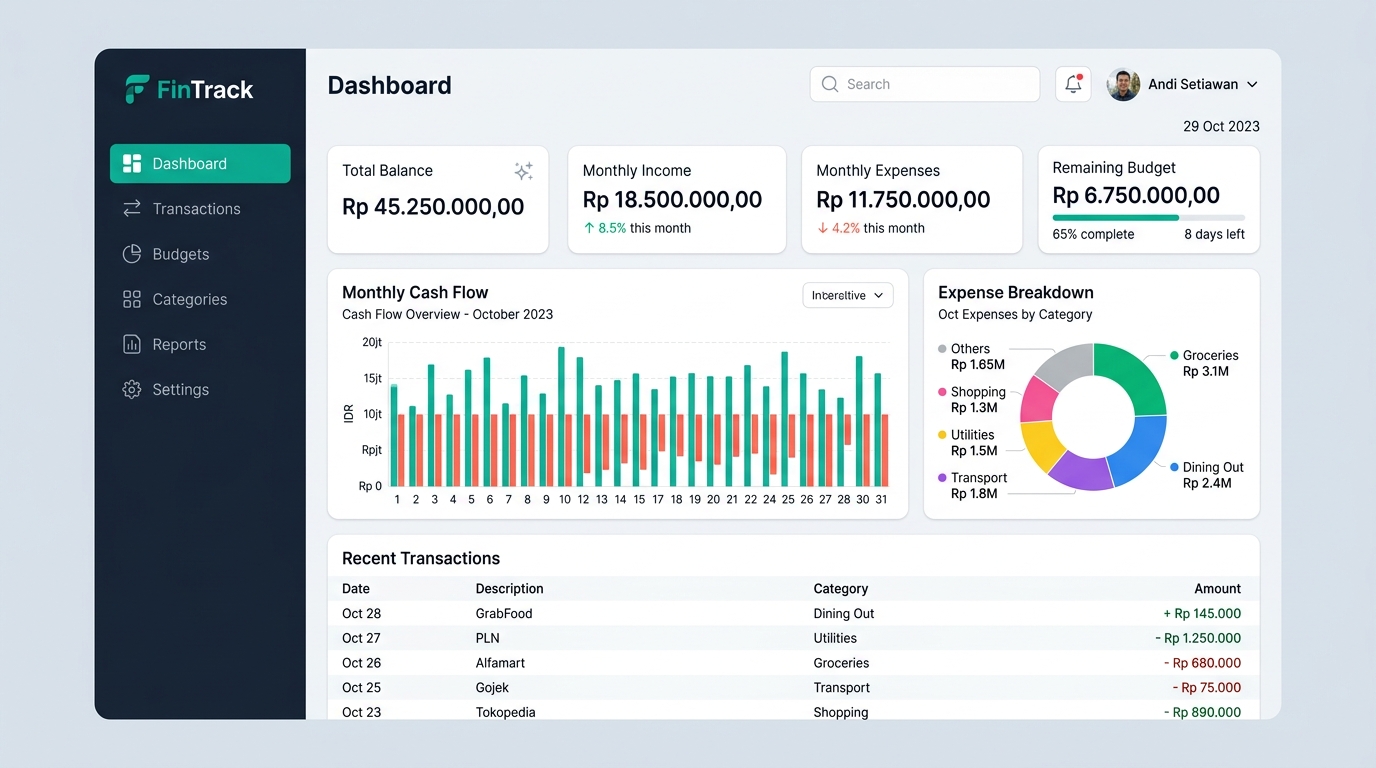 FinTrack
Dashboard
Transactions
Budgets
Categories
Reports
Settings
Dashboard
Search
Andi Setiawan
29 Oct 2023
Total Balance
Rp 45.250.000,00
Monthly Income
Rp 18.500.000,00
↑ 8.5% this month
Monthly Expenses
Rp 11.750.000,00
↓ 4.2% this month
Remaining Budget
Rp 6.750.000,00
65% complete 8 days left
Monthly Cash Flow
Cash Flow Overview - October 2023
IDR
20jt
15jt
10jt
Rpjt
Rp 0
1 2 3 4 5 6 7 8 9 10 12 13 14 15 17 18 19 20 21 22 24 25 26 27 28 30 31
Expense Breakdown
Oct Expenses by Category
Others
Rp 1.65M
Shopping
Rp 1.3M
Utilities
Rp 1.5M
Transport
Rp 1.8M
Groceries
Rp 3.1M
Dining Out
Rp 2.4M
Recent Transactions
Date Description Category Amount
Oct 28 GrabFood Dining Out + Rp 145.000
Oct 27 PLN Utilities - Rp 1.250.000
Oct 26 Alfamart Groceries - Rp 680.000
Oct 25 Gojek Transport - Rp 75.000
Oct 23 Tokopedia Shopping - Rp 890.000